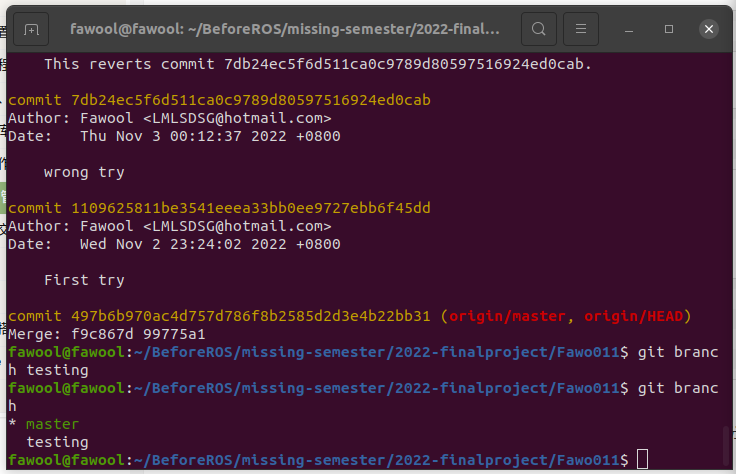 fawool@fawool: ~/BeforeROS/missing-semester/2022-final…
    This reverts commit 7db24ec5f6d511ca0c9789d80597516924ed0cab.
commit 7db24ec5f6d511ca0c9789d80597516924ed0cab
Author: Fawool <LMLSDSG@hotmail.com>
Date:   Thu Nov 3 00:12:37 2022 +0800
    wrong try
commit 1109625811be3541eeea33bb0ee9727ebb6f45dd
Author: Fawool <LMLSDSG@hotmail.com>
Date:   Wed Nov 2 23:24:02 2022 +0800
    First try
commit 497b6b970ac4d757d786f8b2585d2d3e4b22bb31 (origin/master, origin/HEAD)
Merge: f9c867d 99775a1
fawool@fawool:~/BeforeROS/missing-semester/2022-finalproject/Fawo011$ git branc
h testing
fawool@fawool:~/BeforeROS/missing-semester/2022-finalproject/Fawo011$ git branc
h
* master
  testing
fawool@fawool:~/BeforeROS/missing-semester/2022-finalproject/Fawo011$